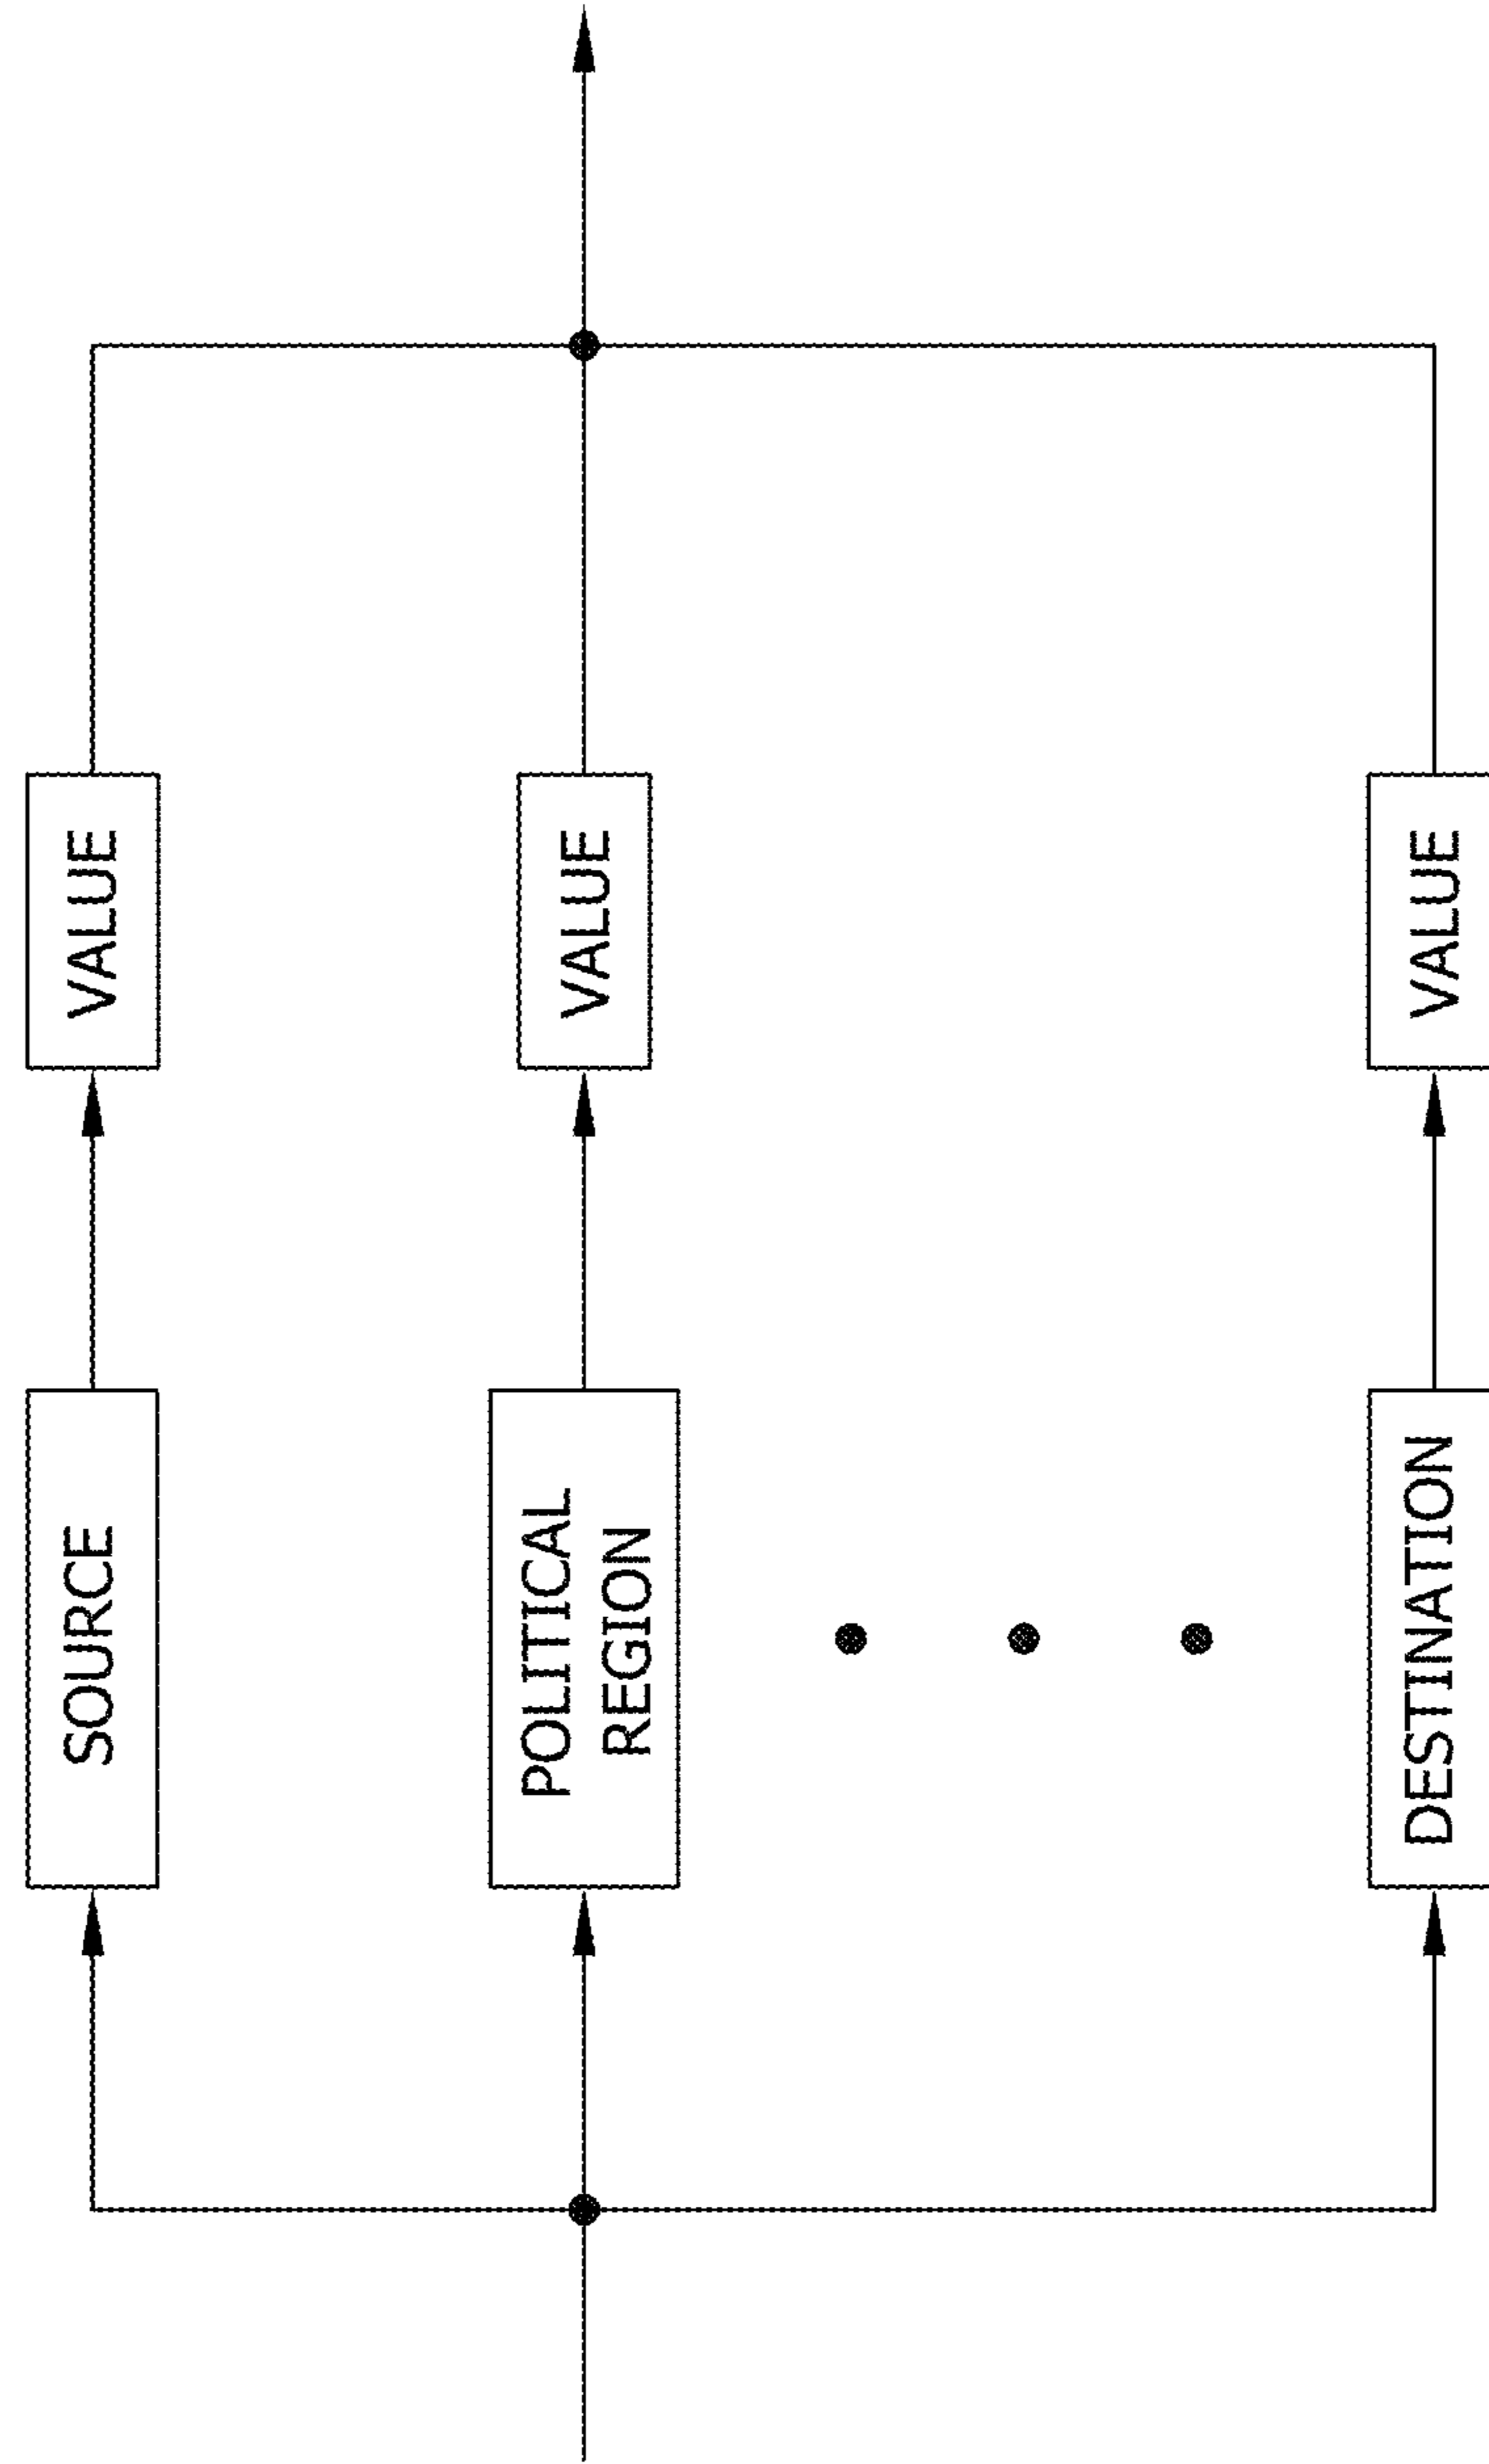 SOURCE
VALUE
POLITICAL
REGION
VALUE
DESTINATION
VALUE